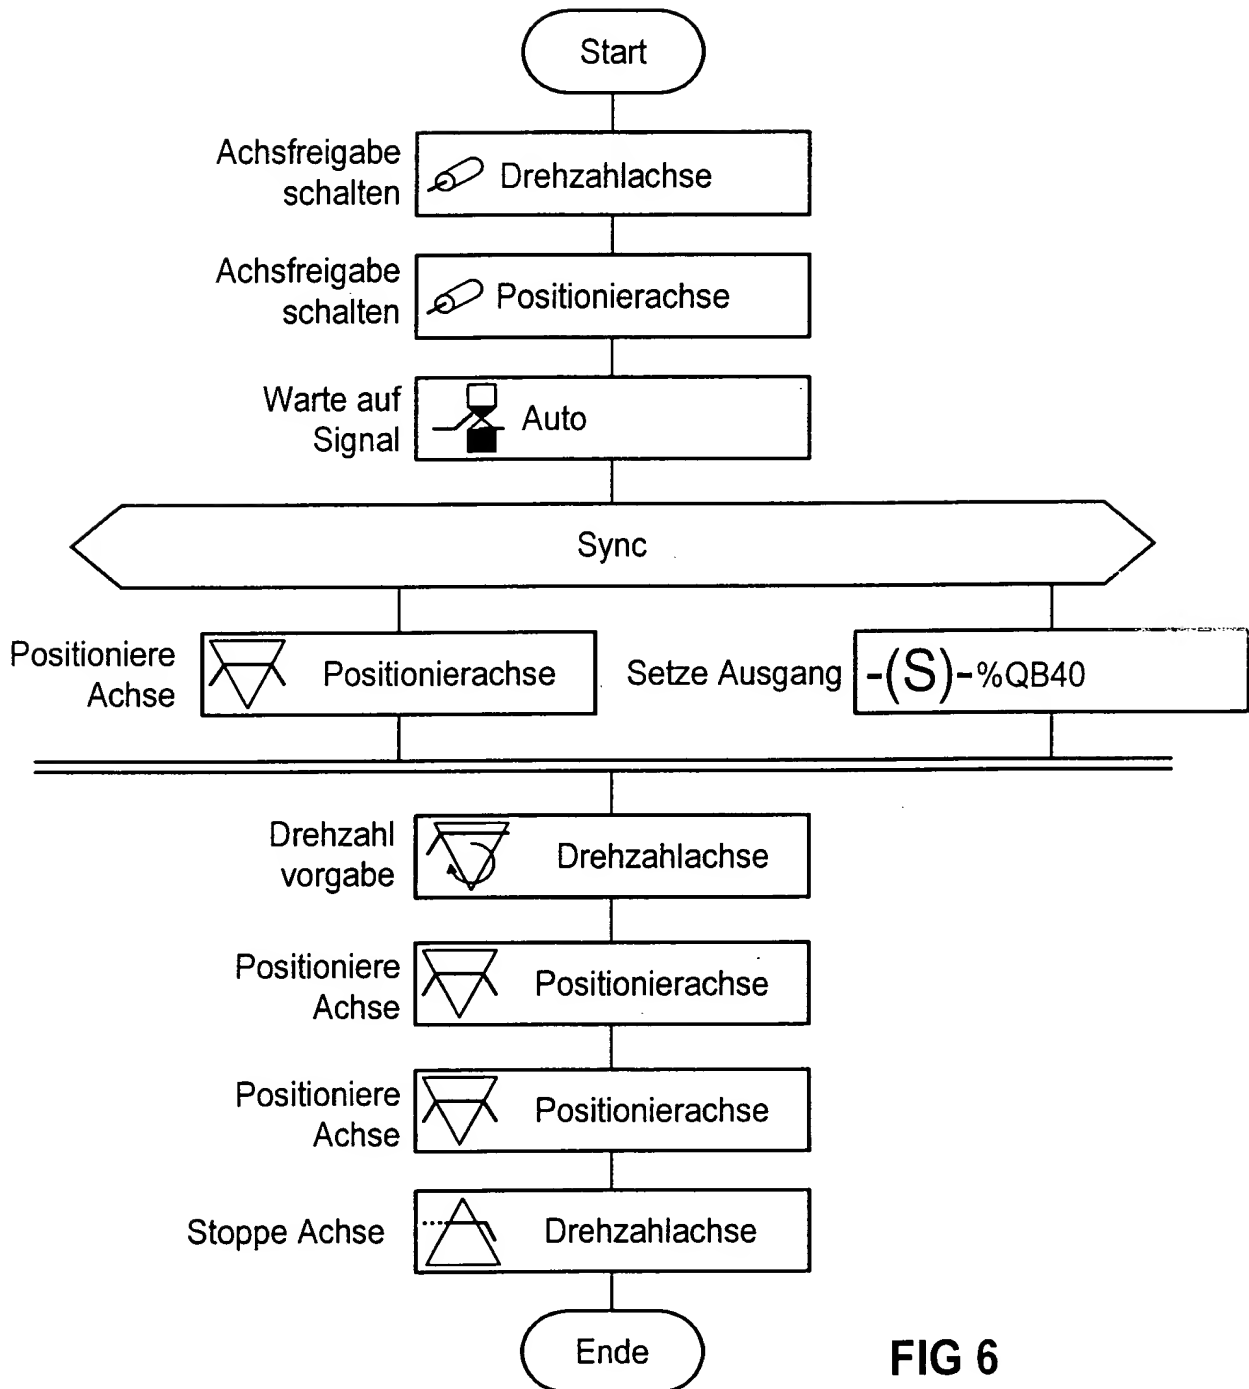 Start
Achsfreigabe
schalten
Drehzahlachse
Achsfreigabe
schalten
Positionierachse
Warte auf
Signal
Auto
Sync
Positioniere
Achse
Positionierachse
Setze Ausgang
-(S)-%QB40
Drehzahl
vorgabe
Drehzahlachse
Positioniere
Achse
Positionierachse
Positioniere
Achse
Positionierachse
Stoppe Achse
Drehzahlachse
Ende
FIG 6